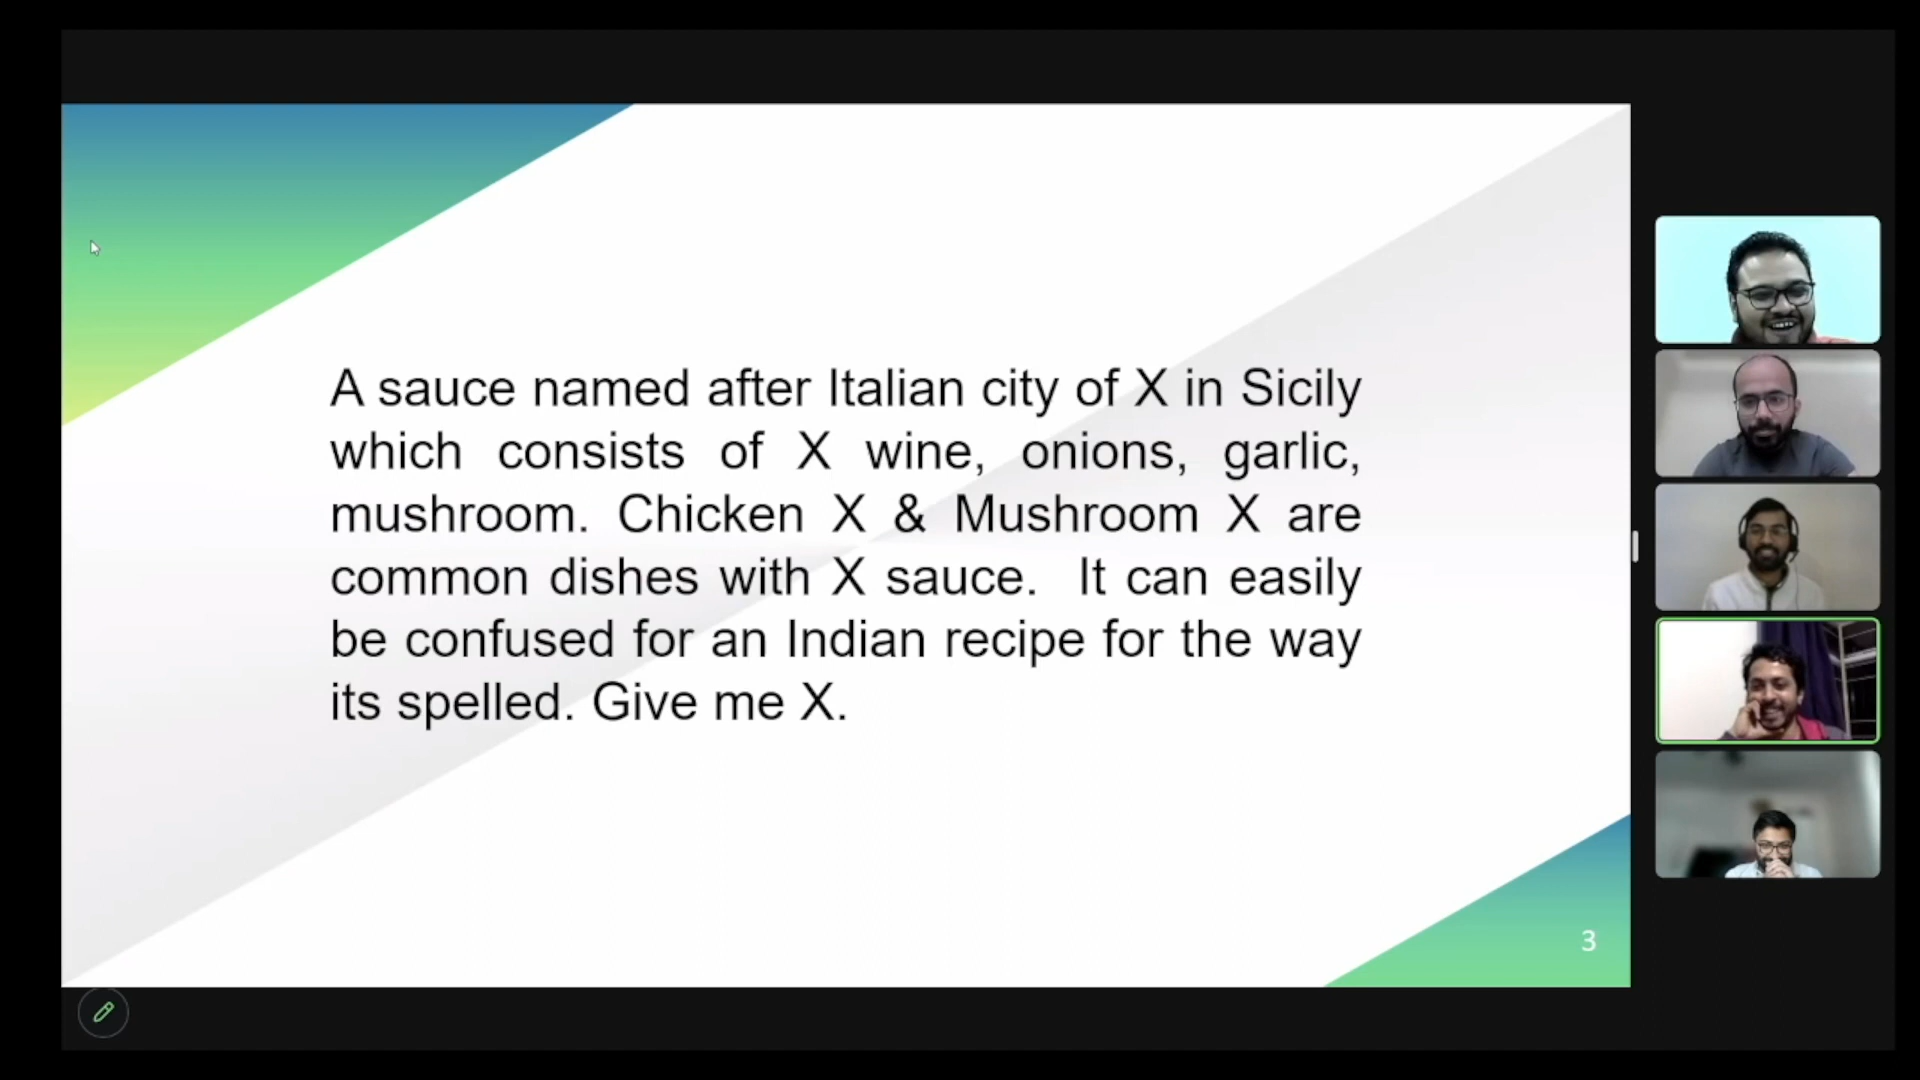 A sauce named after Italian city of X in Sicily
which consists of X wine, onions, garlic,
mushroom. Chicken X & Mushroom X are
common dishes with X sauce. It can easily
be confused for an Indian recipe for the way
its spelled. Give me X.
3